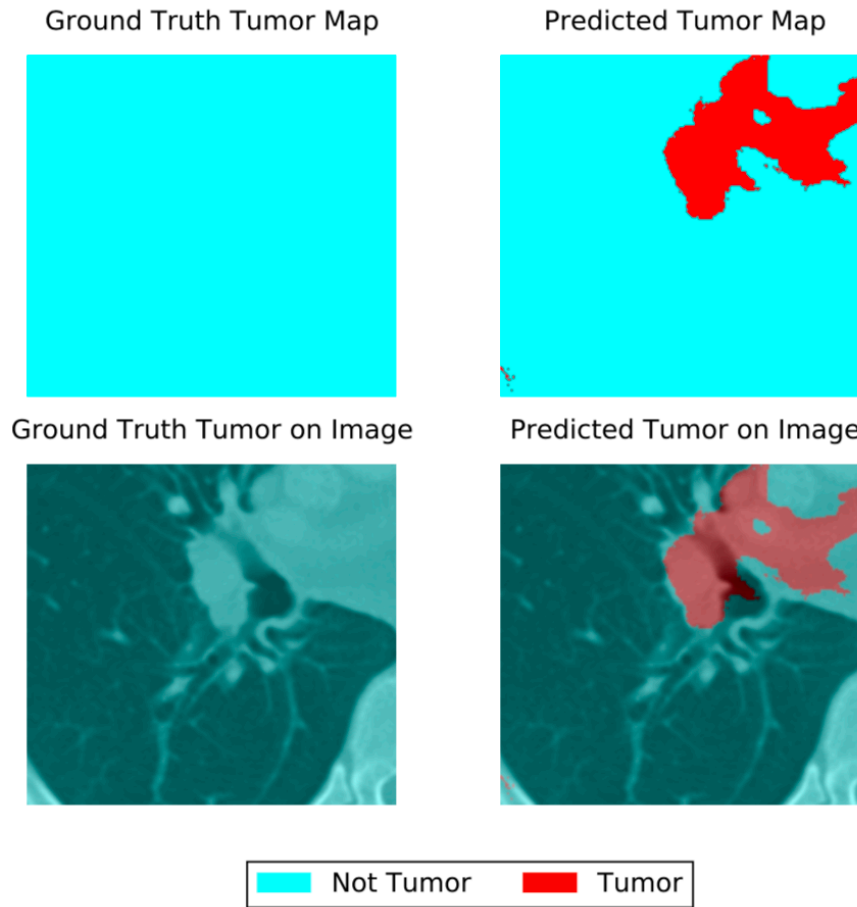 Ground Truth Tumor Map
Predicted Tumor Map
Ground Truth Tumor on Image
Predicted Tumor on Image
Not Tumor
Tumor